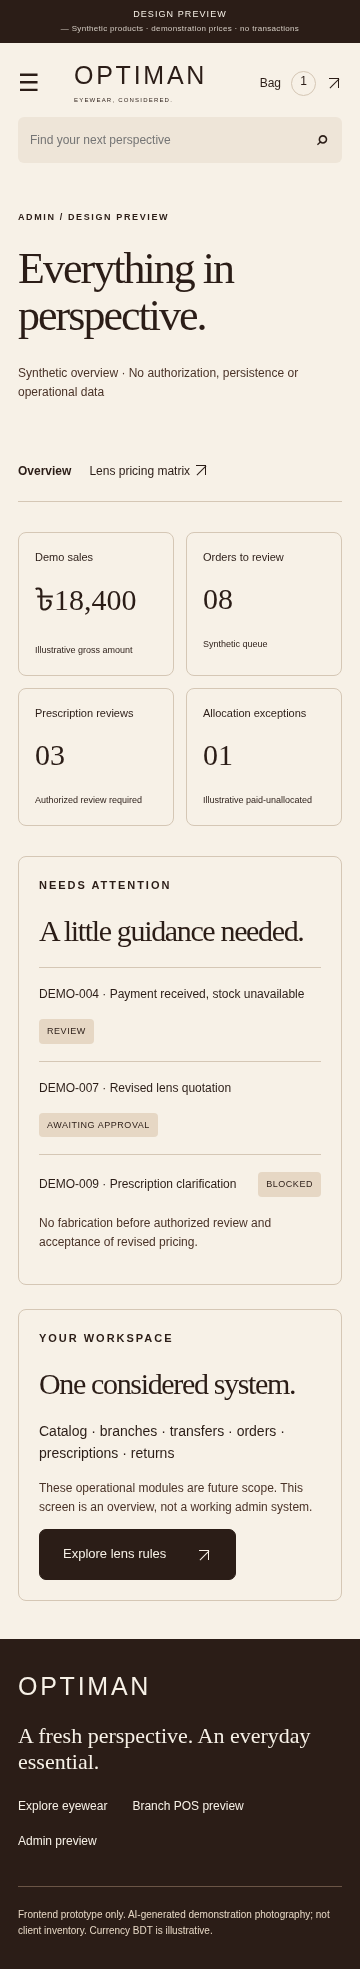 DESIGN PREVIEW
— Synthetic products · demonstration prices · no transactions
OPTIMAN
EYEWEAR, CONSIDERED.
Bag 1
Find your next perspective
ADMIN / DESIGN PREVIEW
Everything in
perspective.
Synthetic overview · No authorization, persistence or
operational data
Overview Lens pricing matrix
Demo sales
৳18,400
Illustrative gross amount
Orders to review
08
Synthetic queue
Prescription reviews
03
Authorized review required
Allocation exceptions
01
Illustrative paid-unallocated
NEEDS ATTENTION
A little guidance needed.
DEMO-004 · Payment received, stock unavailable
REVIEW
DEMO-007 · Revised lens quotation
AWAITING APPROVAL
DEMO-009 · Prescription clarification BLOCKED
No fabrication before authorized review and
acceptance of revised pricing.
YOUR WORKSPACE
One considered system.
Catalog · branches · transfers · orders ·
prescriptions · returns
These operational modules are future scope. This
screen is an overview, not a working admin system.
Explore lens rules
OPTIMAN
A fresh perspective. An everyday
essential.
Explore eyewear Branch POS preview
Admin preview
Frontend prototype only. AI-generated demonstration photography; not
client inventory. Currency BDT is illustrative.